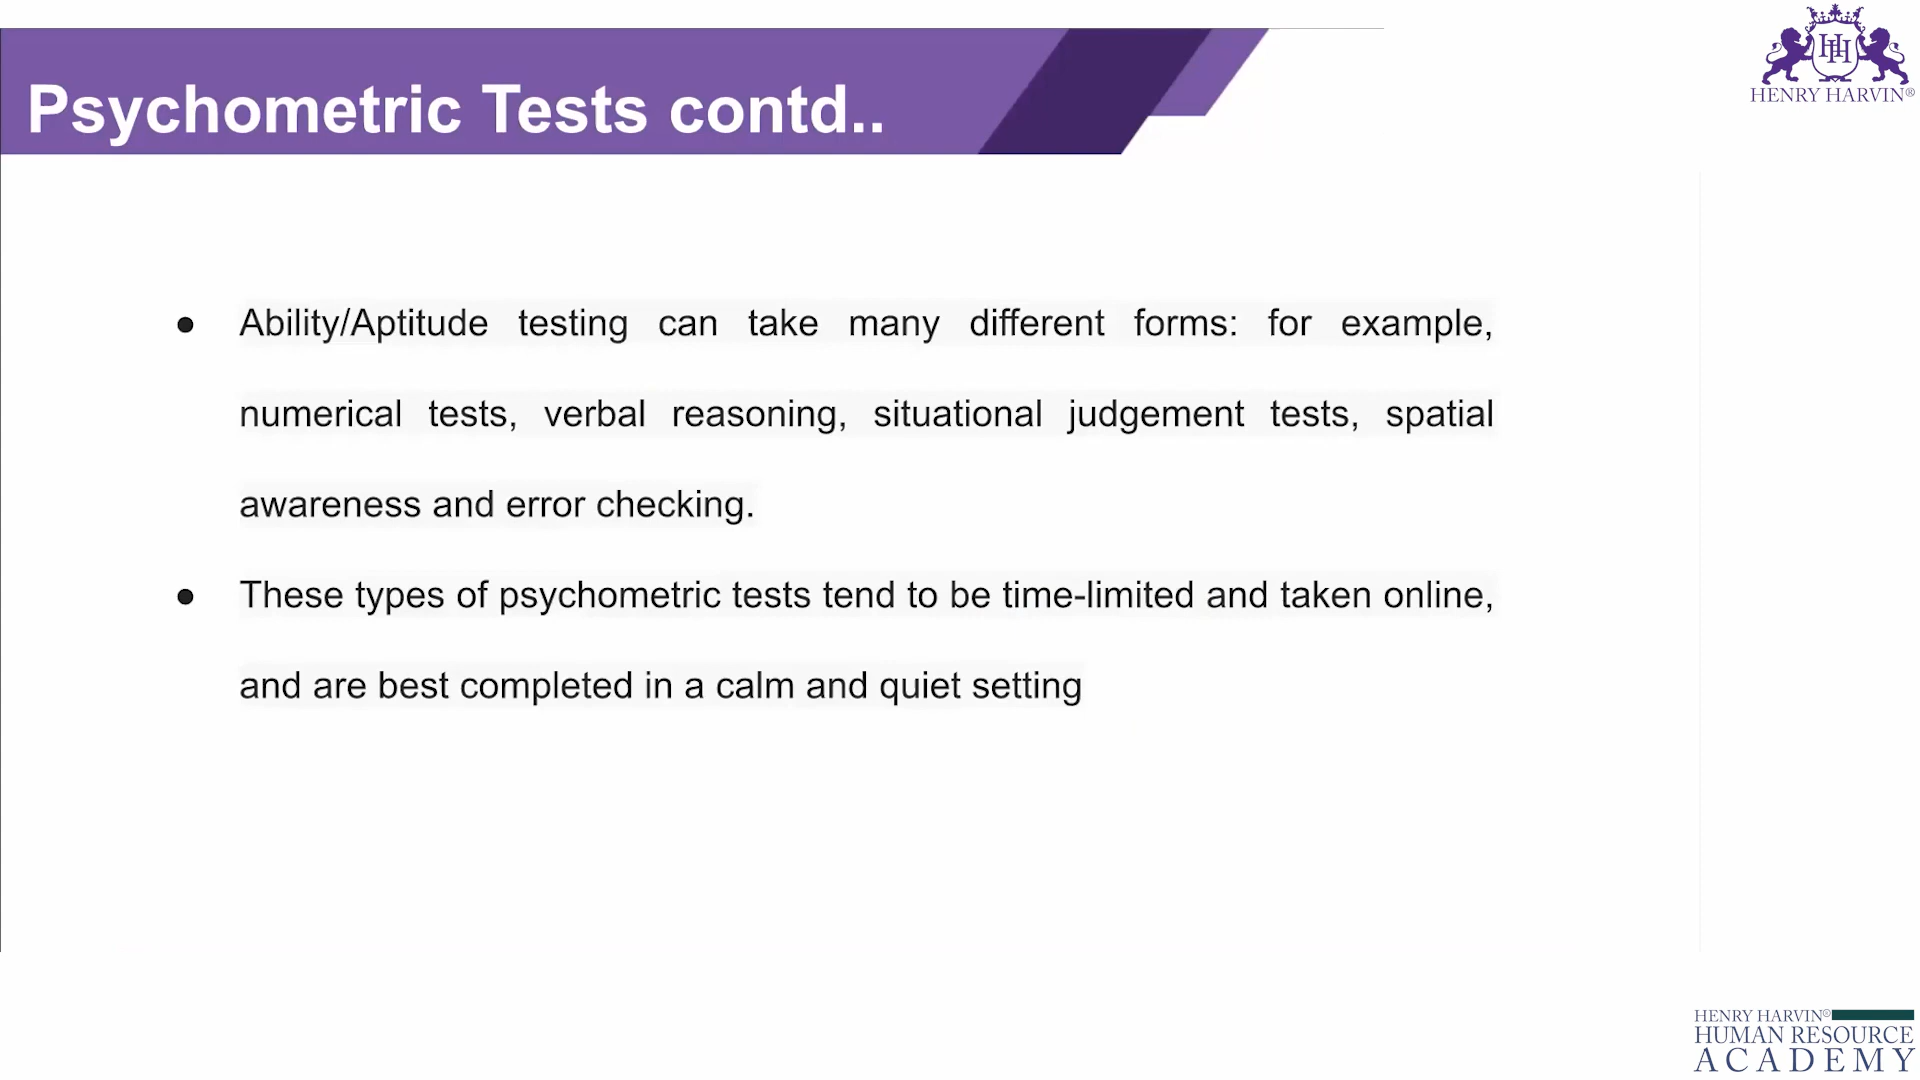 Psychometric Tests contd..
HENRY HARVIN®
● Ability/Aptitude testing can take many different forms: for example,
numerical tests, verbal reasoning, situational judgement tests, spatial
awareness and error checking.
● These types of psychometric tests tend to be time-limited and taken online,
and are best completed in a calm and quiet setting
HENRY HARVIN®
HUMAN RESOURCE
ACADEMY